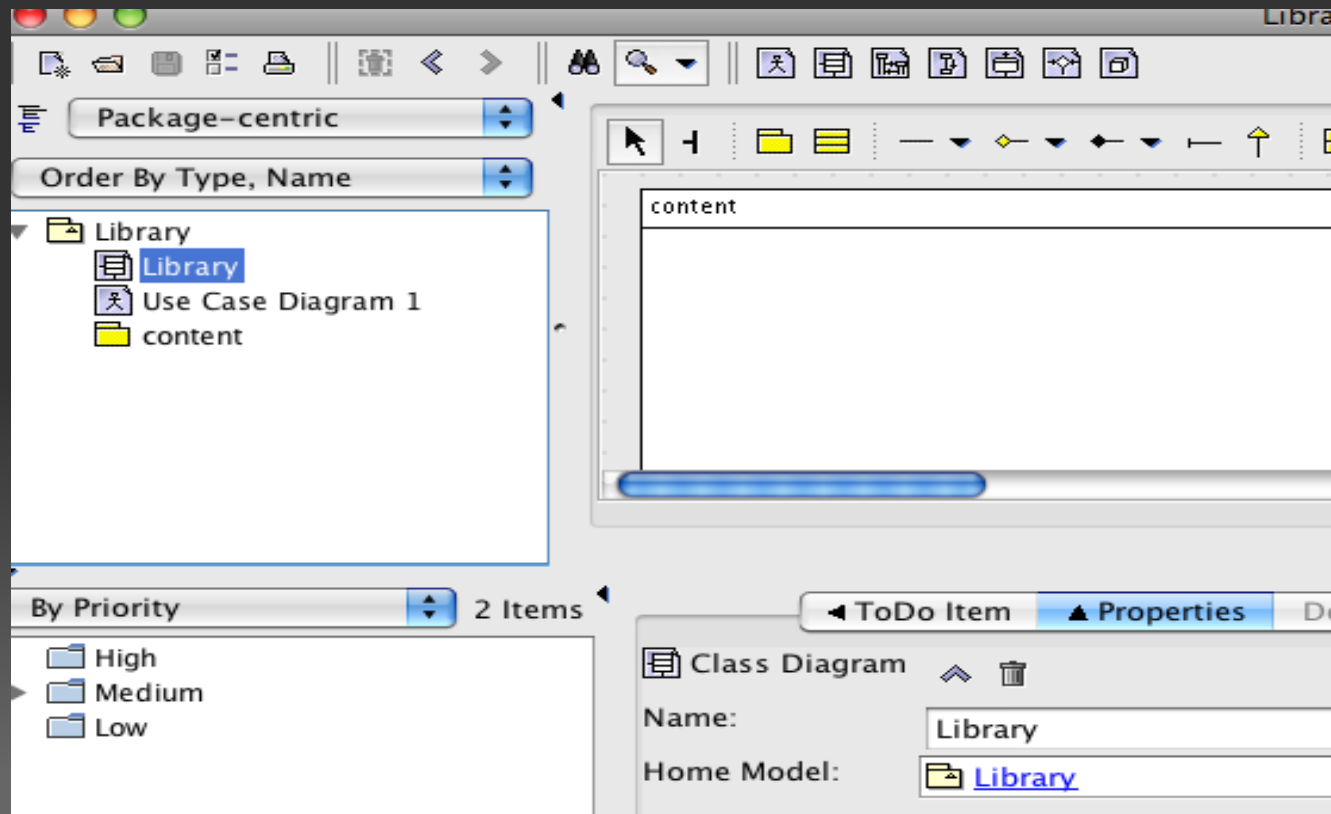 Package-centric
Order By Type, Name
Library
Library
Use Case Diagram 1
content
content
By Priority
2 Items
High
Medium
Low
ToDo Item
Properties
Class Diagram
Name:
Library
Home Model:
Library